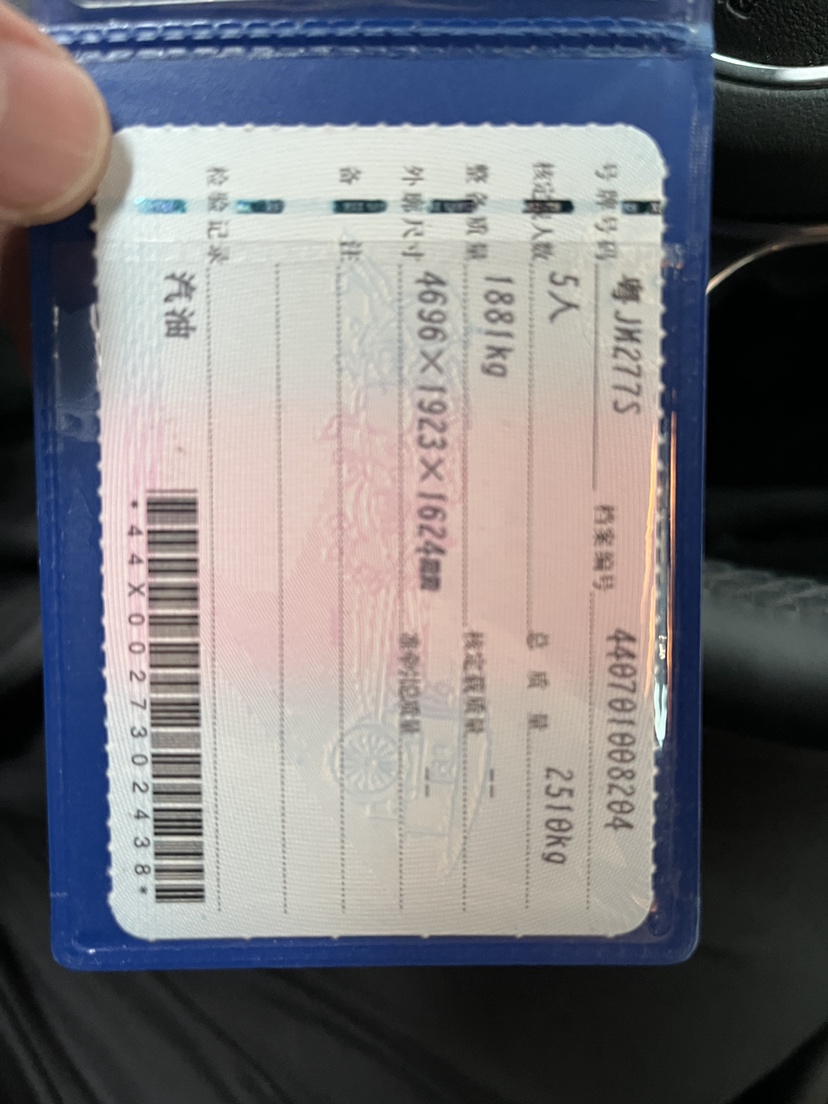 号牌号码 粤JM277S 档案编号 440701008204
核定载人数 5人 总质量 2510kg
整备质量 1881kg 核定载质量 --
外廓尺寸 4696×1923×1624mm 准牵引总质量 --
备注
检验记录
汽油
*44X0027302438*